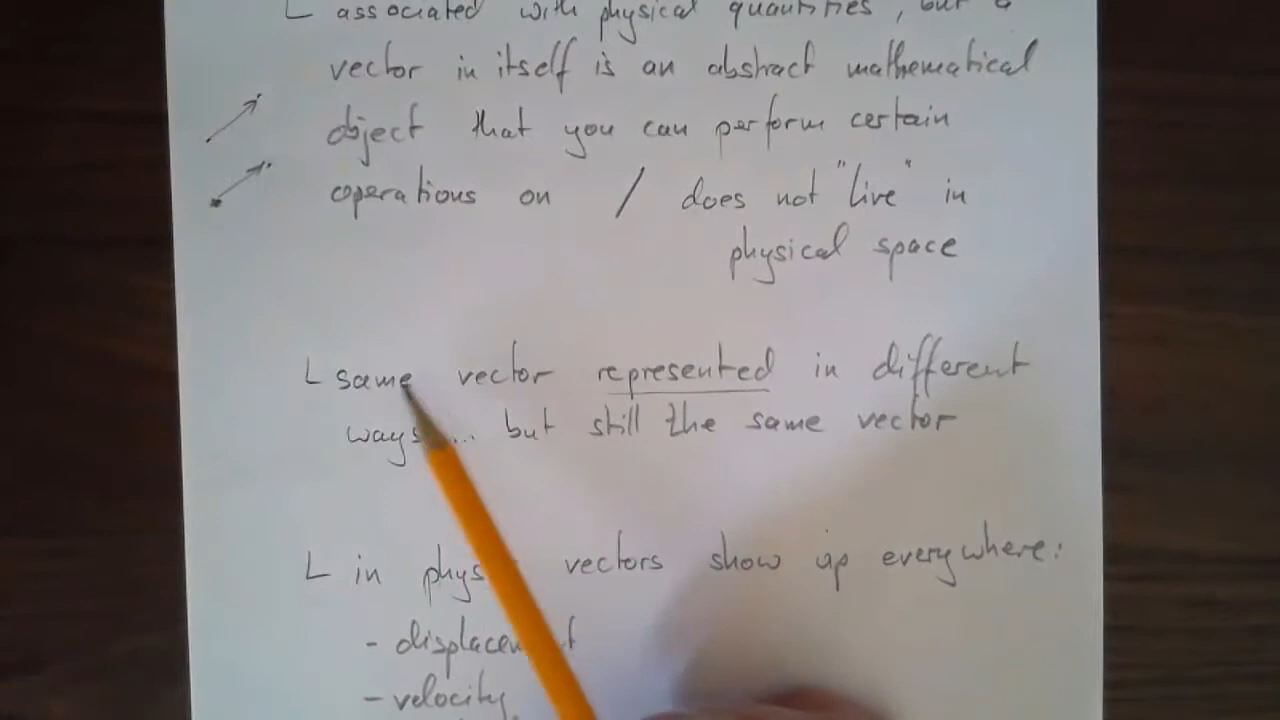 associated with physical quantities, but a
vector in itself is an abstract mathematical
object that you can perform certain
operations on / does not "live" in
physical space
same vector represented in different
ways... but still the same vector
in phys vectors show up everywhere:
- displacement
- velocity